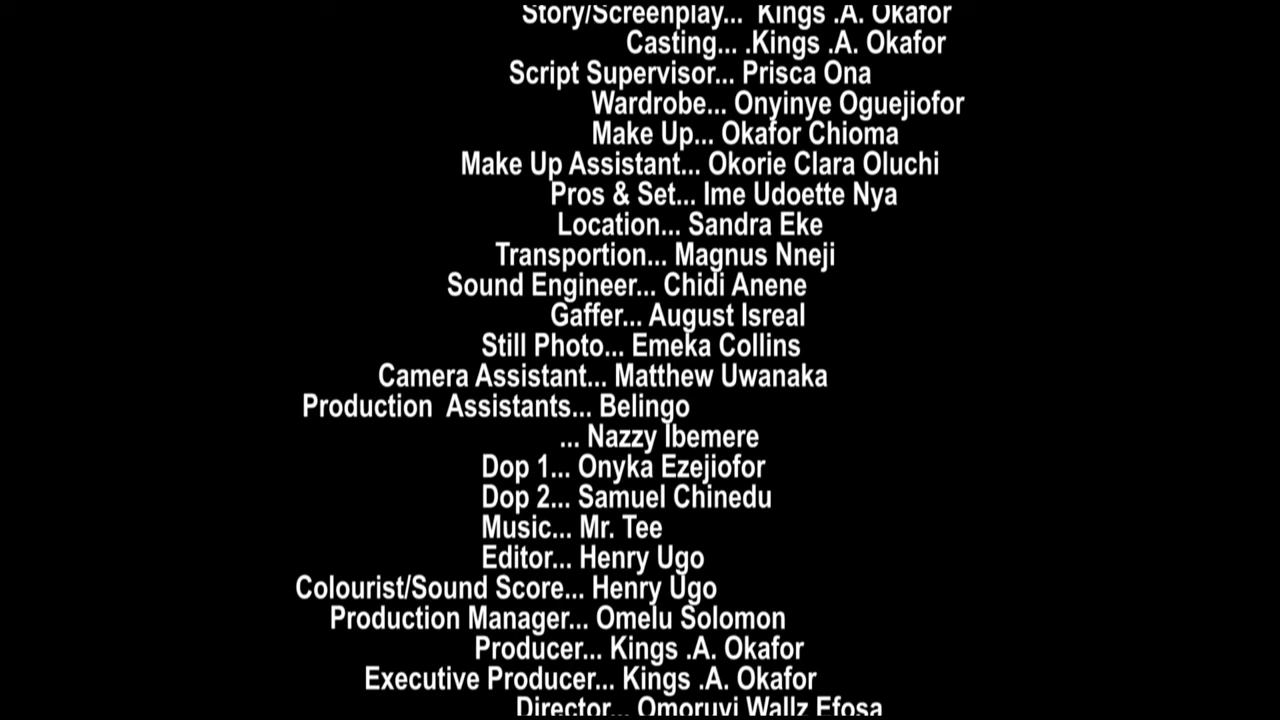 Story/Screenplay...  Kings .A. Okafor
Casting... .Kings .A. Okafor
Script Supervisor... Prisca Ona
Wardrobe... Onyinye Oguejiofor
Make Up... Okafor Chioma
Make Up Assistant... Okorie Clara Oluchi
Pros & Set... Ime Udoette Nya
Location... Sandra Eke
Transportion... Magnus Nneji
Sound Engineer... Chidi Anene
Gaffer... August Isreal
Still Photo... Emeka Collins
Camera Assistant... Matthew Uwanaka
Production  Assistants... Belingo
... Nazzy Ibemere
Dop 1... Onyka Ezejiofor
Dop 2... Samuel Chinedu
Music... Mr. Tee
Editor... Henry Ugo
Colourist/Sound Score... Henry Ugo
Production Manager... Omelu Solomon
Producer... Kings .A. Okafor
Executive Producer... Kings .A. Okafor
Director... Omoruyi Wallz Efosa